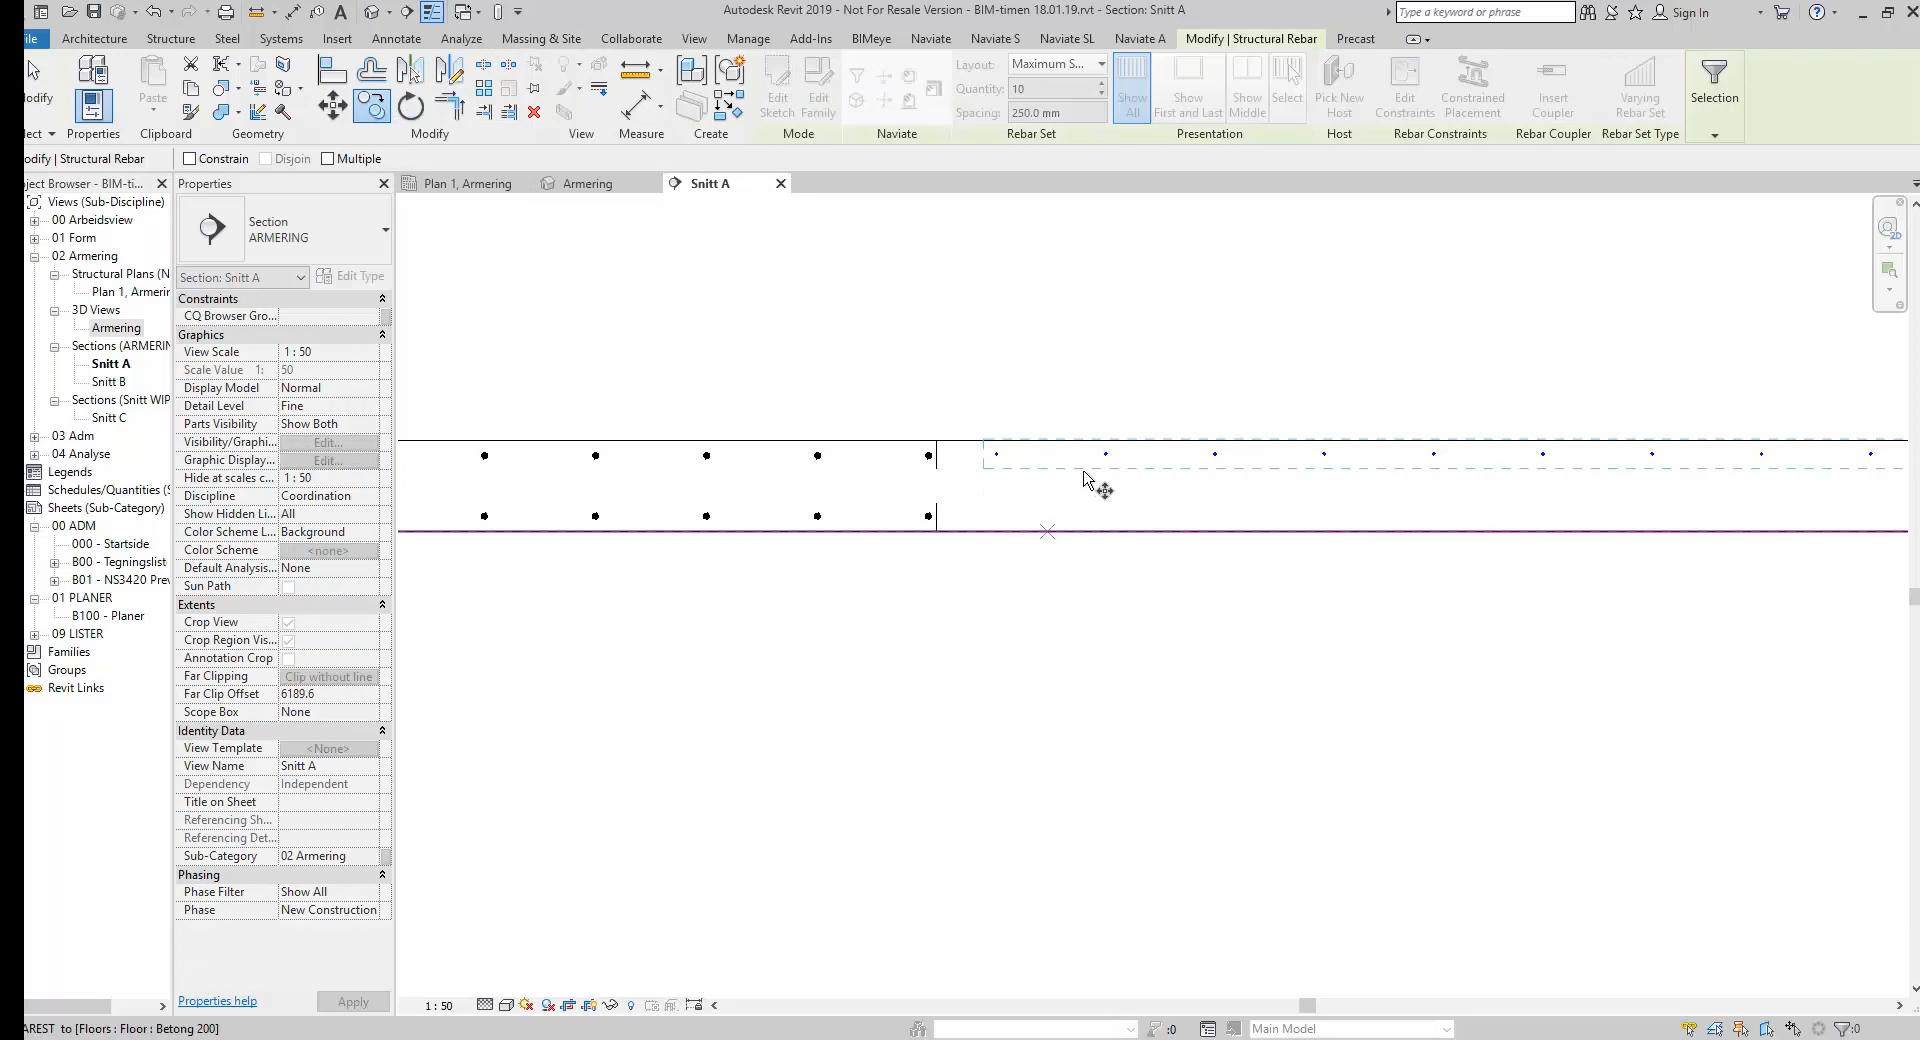 Autodesk Revit 2019 - Not For Resale Version - BIM-timen 18.01.19.rvt - Section: Snitt A
Type a keyword or phrase
Sign In
ile
Architecture
Structure
Steel
Systems
Insert
Annotate
Analyze
Massing & Site
Collaborate
View
Manage
Add-Ins
BIMeye
Naviate
Naviate S
Naviate SL
Naviate A
Modify | Structural Rebar
Precast
odify
Paste
Edit Sketch
Edit Family
Layout: Maximum S...
Quantity: 10
Spacing: 250.0 mm
Show All
Show First and Last
Show Middle
Select
Pick New Host
Edit Constraints
Constrained Placement
Insert Coupler
Varying Rebar Set
Selection
lect
Properties
Clipboard
Geometry
Modify
View
Measure
Create
Mode
Naviate
Rebar Set
Presentation
Host
Rebar Constraints
Rebar Coupler
Rebar Set Type
odify | Structural Rebar
Constrain
Disjoin
Multiple
ject Browser - BIM-ti...
Views (Sub-Discipline)
00 Arbeidsview
01 Form
02 Armering
Structural Plans (N
Plan 1, Armerin
3D Views
Armering
Sections (ARMERIN
Snitt A
Snitt B
Sections (Snitt WIP
Snitt C
03 Adm
04 Analyse
Legends
Schedules/Quantities (S
Sheets (Sub-Category)
00 ADM
000 - Startside
B00 - Tegningslist
B01 - NS3420 Prev
01 PLANER
B100 - Planer
09 LISTER
Families
Groups
Revit Links
Properties
Section
ARMERING
Section: Snitt A
Edit Type
Constraints
CQ Browser Gro...
Graphics
View Scale 1 : 50
Scale Value 1: 50
Display Model Normal
Detail Level Fine
Parts Visibility Show Both
Visibility/Graphi... Edit...
Graphic Display... Edit...
Hide at scales c... 1 : 50
Discipline Coordination
Show Hidden Li... All
Color Scheme L... Background
Color Scheme <none>
Default Analysis... None
Sun Path
Extents
Crop View
Crop Region Vis...
Annotation Crop
Far Clipping Clip without line
Far Clip Offset 6189.6
Scope Box None
Identity Data
View Template <None>
View Name Snitt A
Dependency Independent
Title on Sheet
Referencing Sh...
Referencing Det...
Sub-Category 02 Armering
Phasing
Phase Filter Show All
Phase New Construction
Properties help
Apply
Plan 1, Armering
Armering
Snitt A
2D
1 : 50
AREST to [Floors : Floor : Betong 200]
:0
Main Model
:0